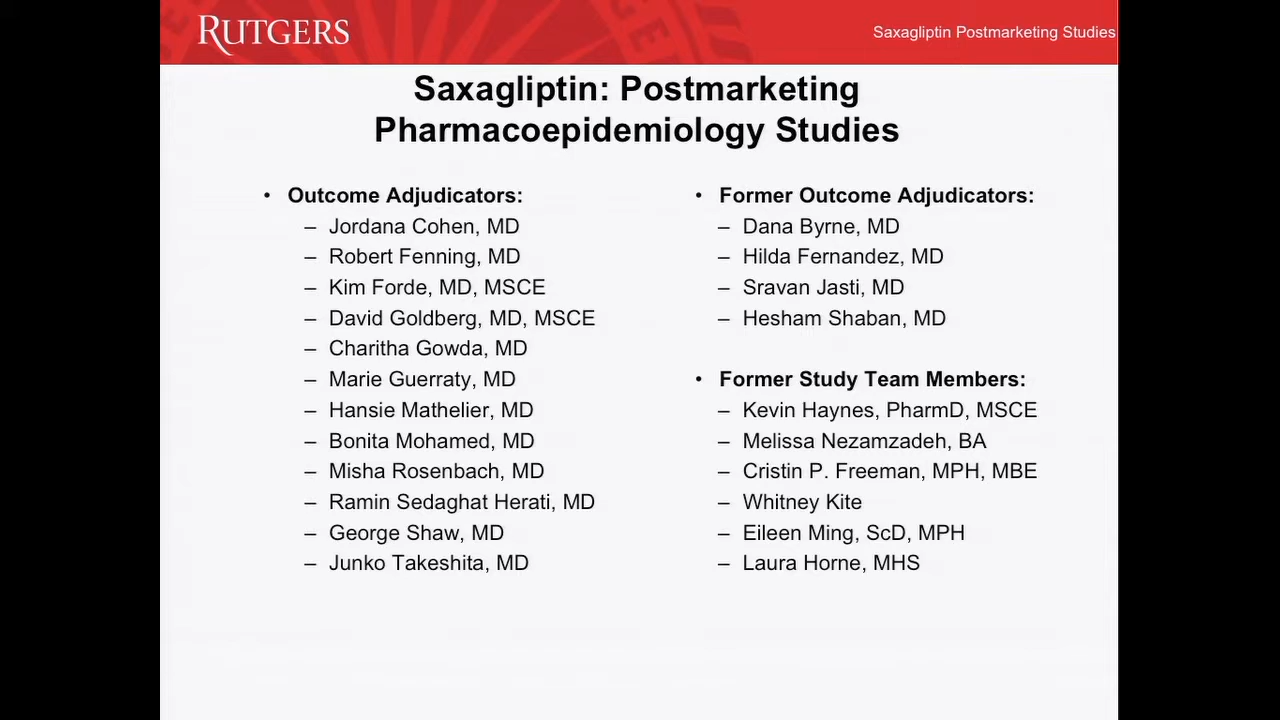 RUTGERS
Saxagliptin Postmarketing Studies
Saxagliptin: Postmarketing
Pharmacoepidemiology Studies
• Outcome Adjudicators:
– Jordana Cohen, MD
– Robert Fenning, MD
– Kim Forde, MD, MSCE
– David Goldberg, MD, MSCE
– Charitha Gowda, MD
– Marie Guerraty, MD
– Hansie Mathelier, MD
– Bonita Mohamed, MD
– Misha Rosenbach, MD
– Ramin Sedaghat Herati, MD
– George Shaw, MD
– Junko Takeshita, MD
• Former Outcome Adjudicators:
– Dana Byrne, MD
– Hilda Fernandez, MD
– Sravan Jasti, MD
– Hesham Shaban, MD
• Former Study Team Members:
– Kevin Haynes, PharmD, MSCE
– Melissa Nezamzadeh, BA
– Cristin P. Freeman, MPH, MBE
– Whitney Kite
– Eileen Ming, ScD, MPH
– Laura Horne, MHS